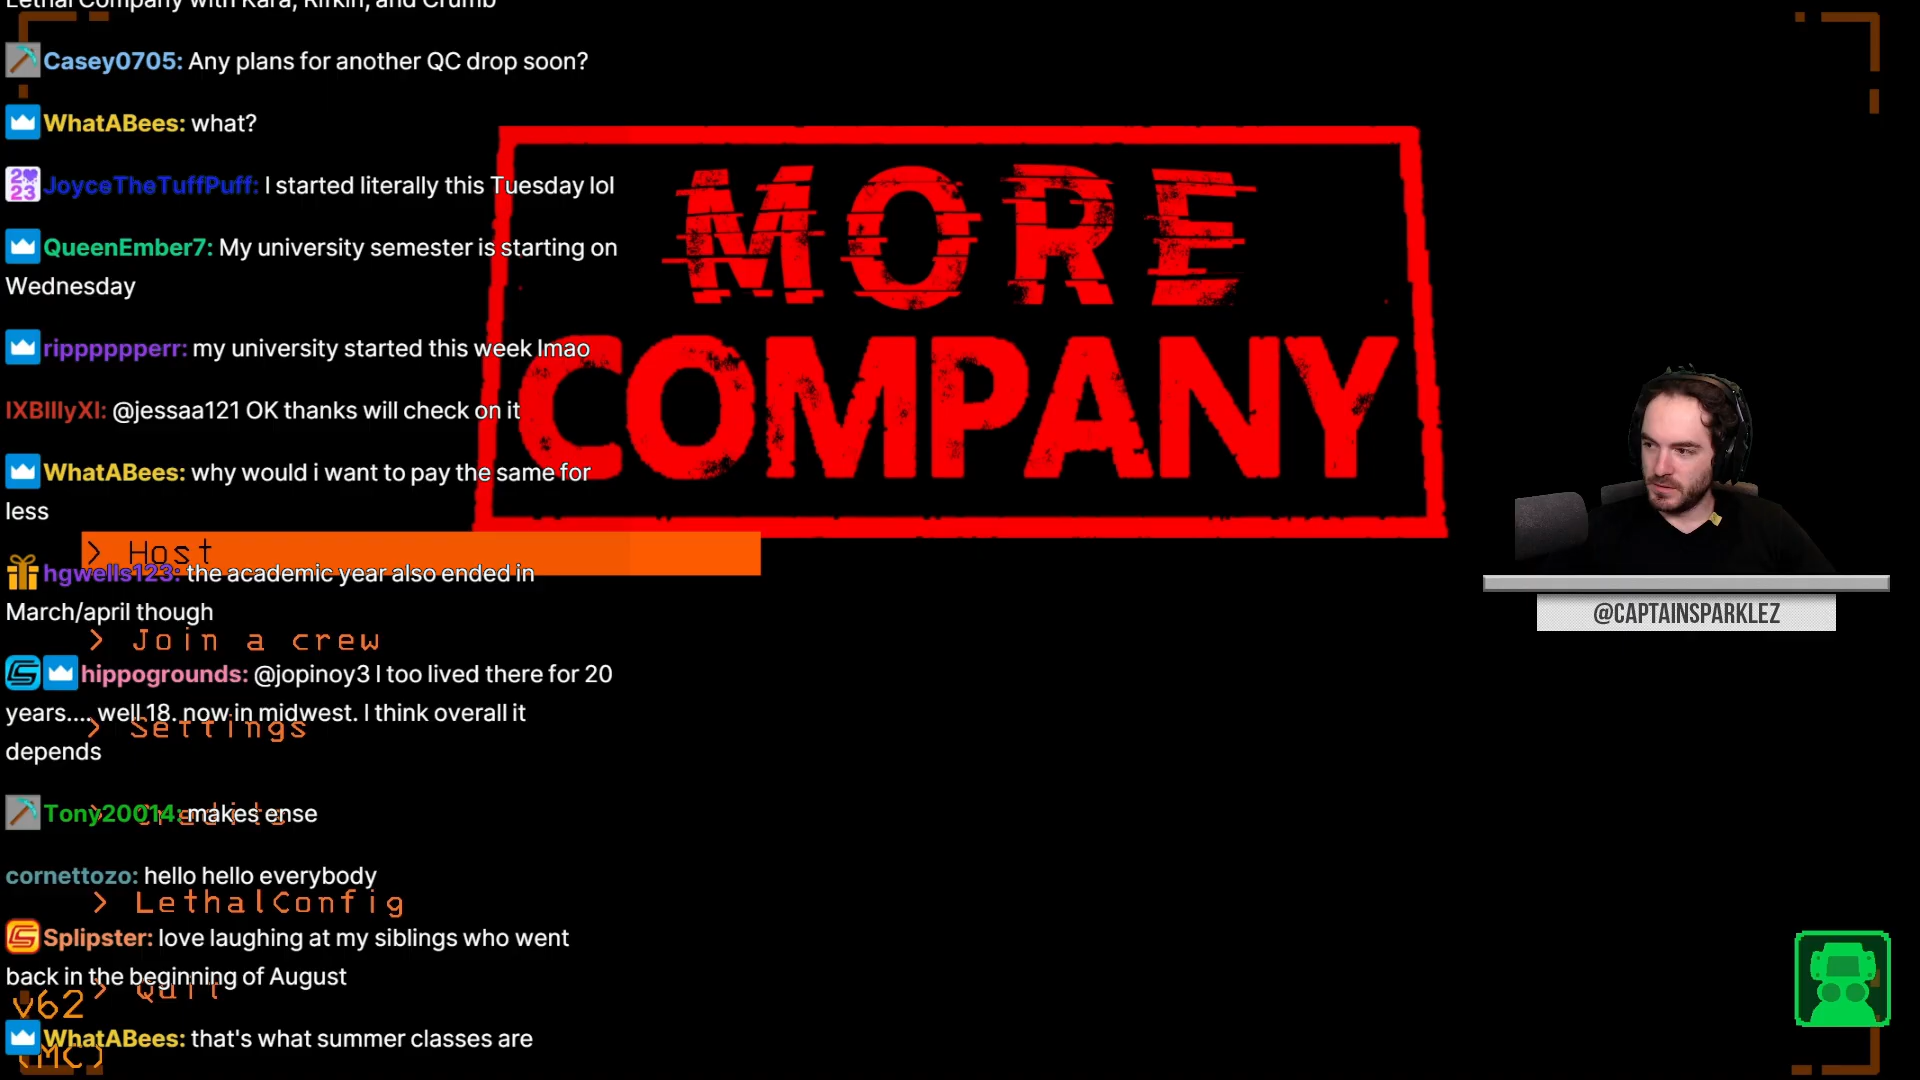 Lethal Company with Kara, Rifkin, and Crumb
Casey0705: Any plans for another QC drop soon?
WhatABees: what?
JoyceTheTuffPuff: I started literally this Tuesday lol
QueenEmber7: My university semester is starting on
Wednesday
ripppppperr: my university started this week lmao
IXBIllyXI: @jessaa121 OK thanks will check on it
WhatABees: why would i want to pay the same for
less
hgwells123: the academic year also ended in
March/april though
hippogrounds: @jopinoy3 I too lived there for 20
years.... well 18. now in midwest. I think overall it
depends
Tony20014: makes ense
cornettozo: hello hello everybody
Splipster: love laughing at my siblings who went
back in the beginning of August
WhatABees: that's what summer classes are
MORE
COMPANY
> Host
> Join a crew
> Settings
> Credits
> LethalConfig
> Quit
v62
(MC)
@CAPTAINSPARKLEZ
2023